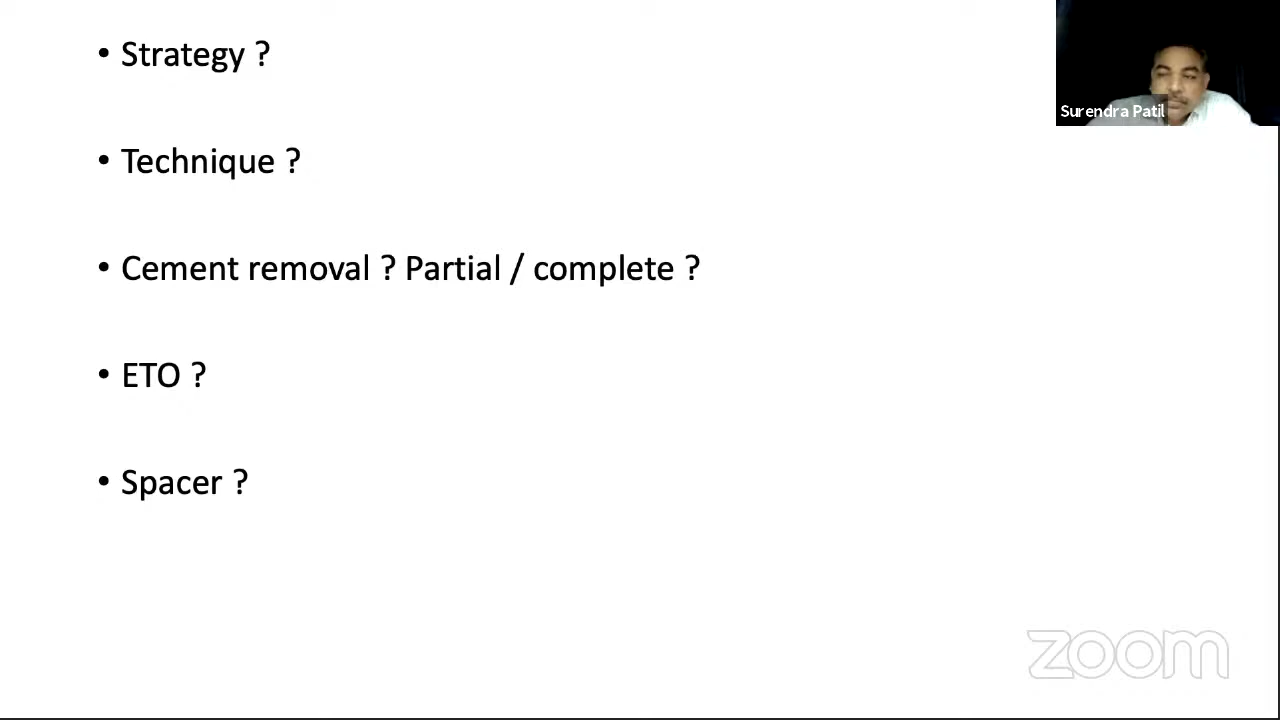 • Strategy ?
Surendra Patil
• Technique ?
• Cement removal ? Partial / complete ?
• ETO ?
• Spacer ?
zoom